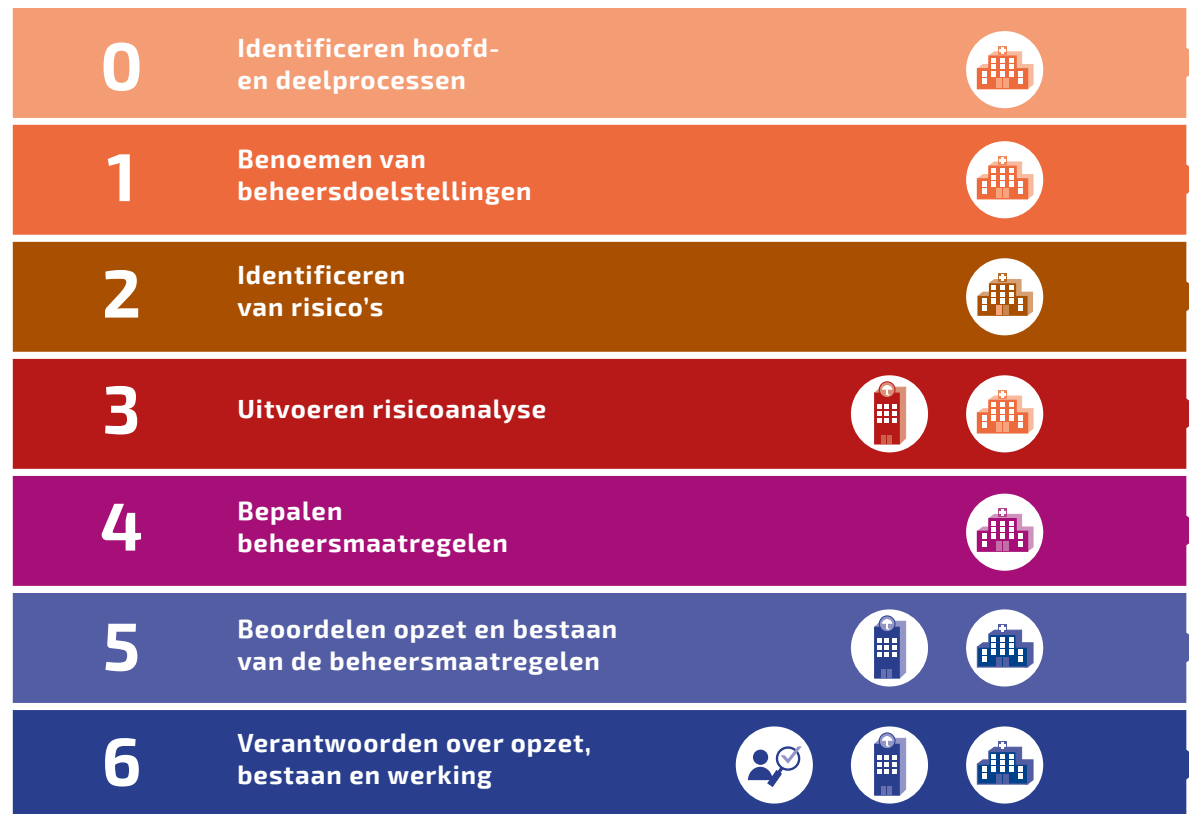 0
Identificeren hoofd-
en deelprocessen
1
Benoemen van
beheersdoelstellingen
2
Identificeren
van risico’s
3
Uitvoeren risicoanalyse
4
Bepalen
beheersmaatregelen
5
Beoordelen opzet en bestaan
van de beheersmaatregelen
6
Verantwoorden over opzet,
bestaan en werking